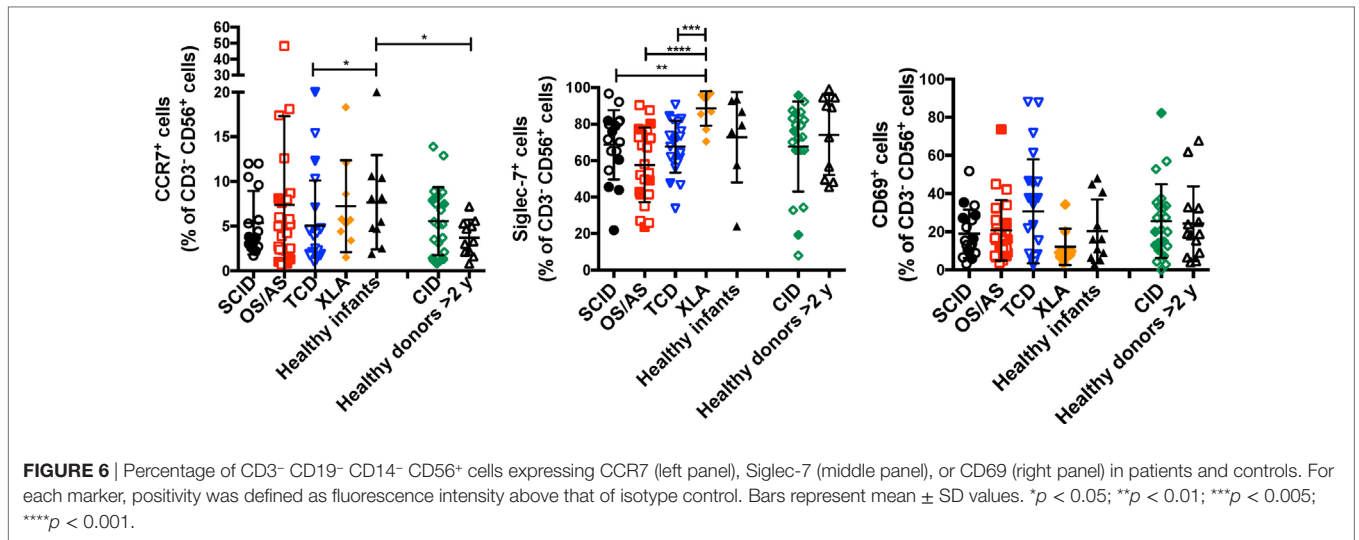 CCR7+ cells
(% of CD3- CD56+ cells)
60
50
40
30
20
15
10
5
0
*
*
SCID
OS/AS
TCD
XLA
Healthy infants
CID
Healthy donors >2 y
Siglec-7+ cells
(% of CD3- CD56+ cells)
100
80
60
40
20
0
***
****
**
SCID
OS/AS
TCD
XLA
Healthy infants
CID
Healthy donors >2 y
CD69+ cells
(% of CD3- CD56+ cells)
100
80
60
40
20
0
SCID
OS/AS
TCD
XLA
Healthy infants
CID
Healthy donors >2 y
FIGURE 6 | Percentage of CD3− CD19− CD14− CD56+ cells expressing CCR7 (left panel), Siglec-7 (middle panel), or CD69 (right panel) in patients and controls. For
each marker, positivity was defined as fluorescence intensity above that of isotype control. Bars represent mean ± SD values. *p < 0.05; **p < 0.01; ***p < 0.005;
****p < 0.001.